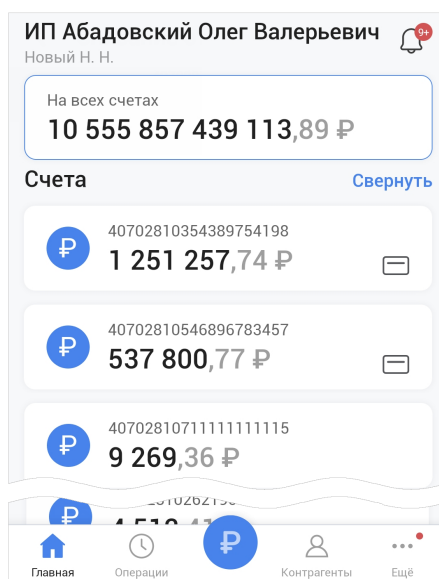 ИП Абадовский Олег Валерьевич
9+
Новый Н. Н.
На всех счетах
10 555 857 439 113,89 ₽
Счета Свернуть
40702810354389754198
1 251 257,74 ₽
40702810546896783457
537 800,77 ₽
40702810711111111115
9 269,36 ₽
Главная Операции ₽ Контрагенты Ещё